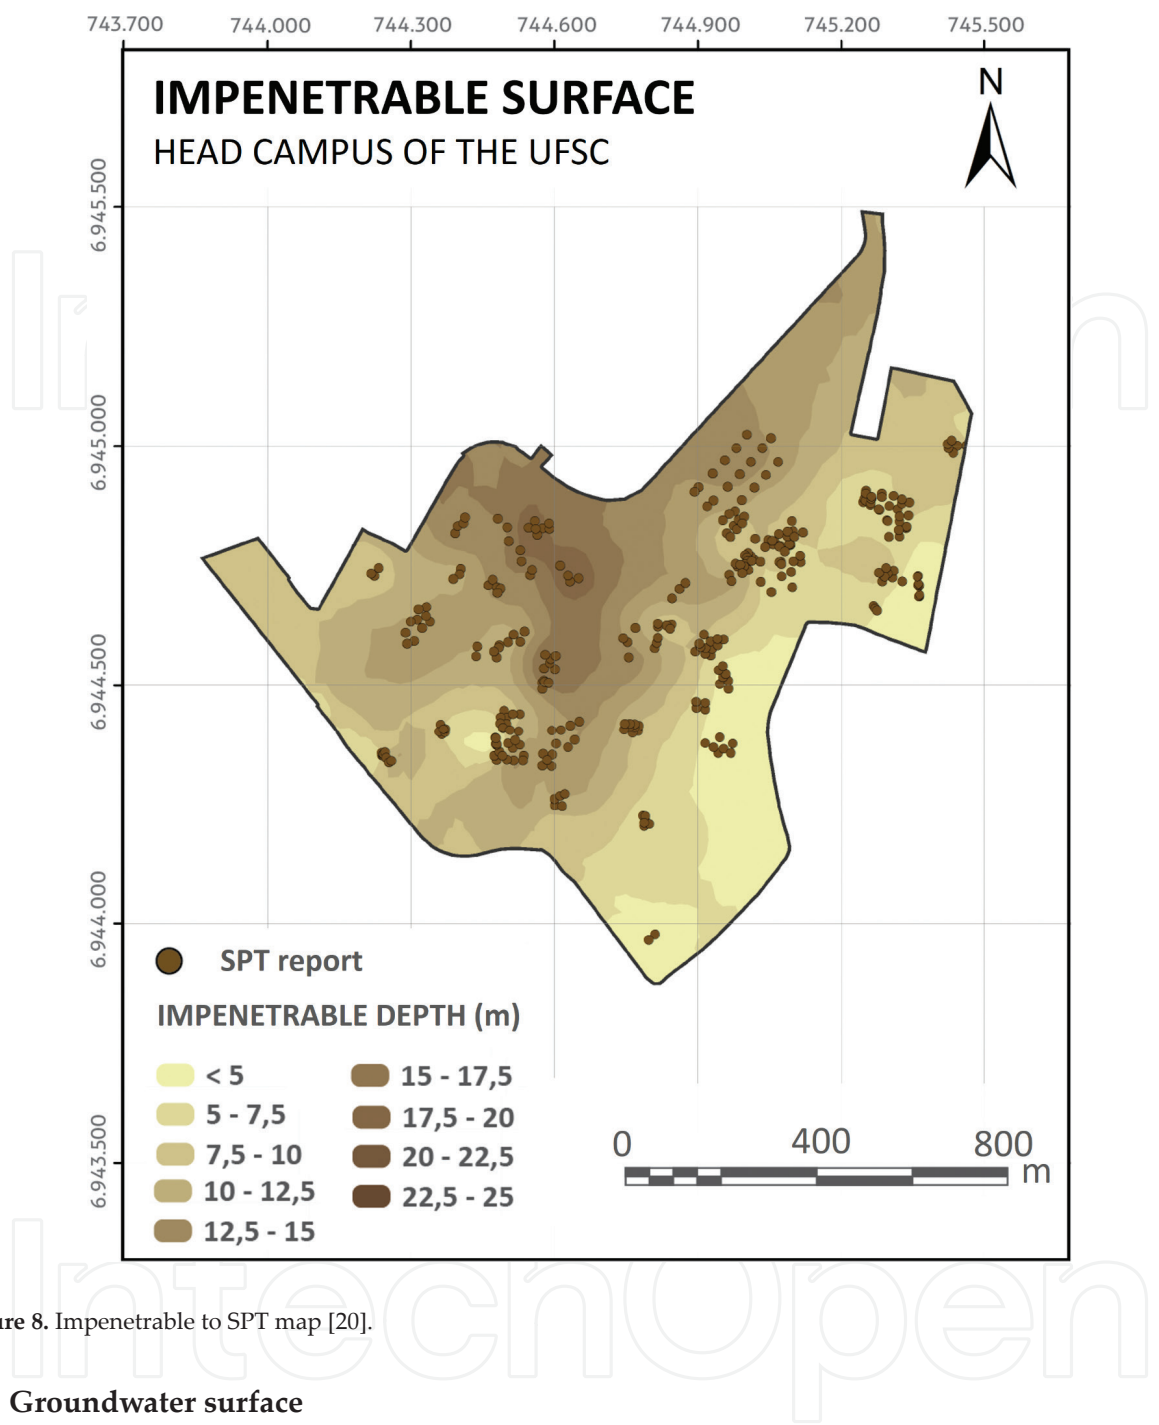 743.700 744.000 744.300 744.600 744.900 745.200 745.500
IMPENETRABLE SURFACE
HEAD CAMPUS OF THE UFSC
N
6.945.500
6.945.000
6.944.500
6.944.000
6.943.500
SPT report
IMPENETRABLE DEPTH (m)
< 5
5 - 7,5
7,5 - 10
10 - 12,5
12,5 - 15
15 - 17,5
17,5 - 20
20 - 22,5
22,5 - 25
0 400 800
m
ure 8. Impenetrable to SPT map [20].
Groundwater surface
IntechOpen